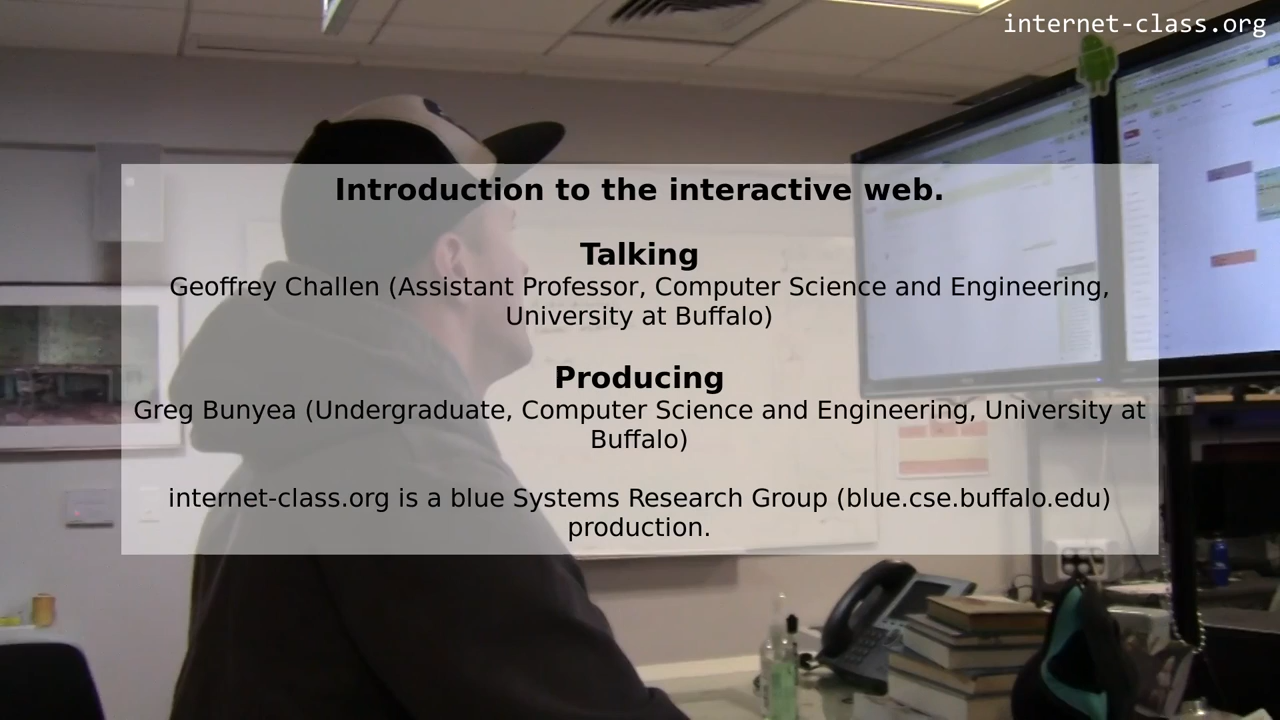 internet-class.org
Introduction to the interactive web.
Talking
Geoffrey Challen (Assistant Professor, Computer Science and Engineering,
University at Buffalo)
Producing
Greg Bunyea (Undergraduate, Computer Science and Engineering, University at
Buffalo)
internet-class.org is a blue Systems Research Group (blue.cse.buffalo.edu)
production.